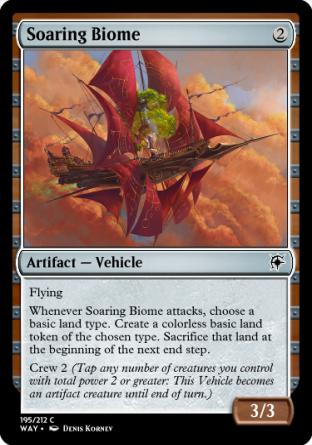 Soaring Biome 2
Artifact — Vehicle
Flying
Whenever Soaring Biome attacks, choose a
basic land type. Create a colorless basic land
token of the chosen type. Sacrifice that land at
the beginning of the next end step.
Crew 2 (Tap any number of creatures you control
with total power 2 or greater: This Vehicle becomes
an artifact creature until end of turn.)
3/3
195/212 C
WAY • Denis Kornev